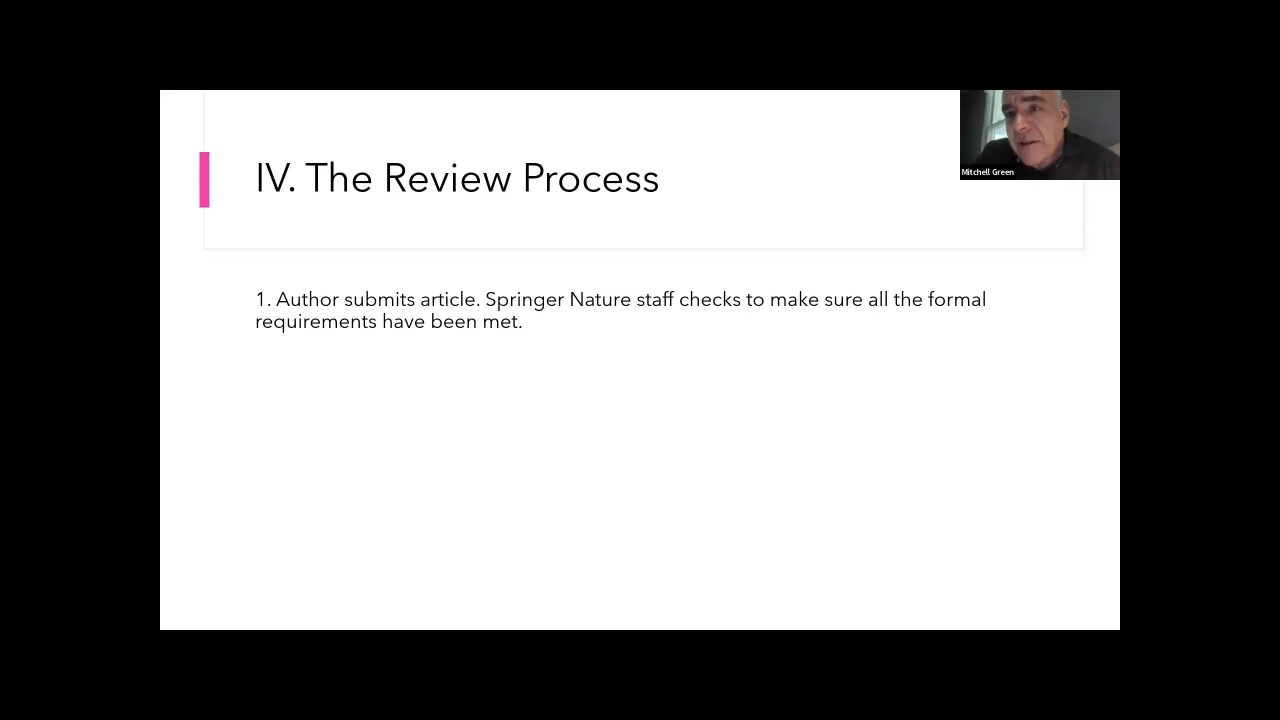 IV. The Review Process
Mitchell Green
1. Author submits article. Springer Nature staff checks to make sure all the formal
requirements have been met.